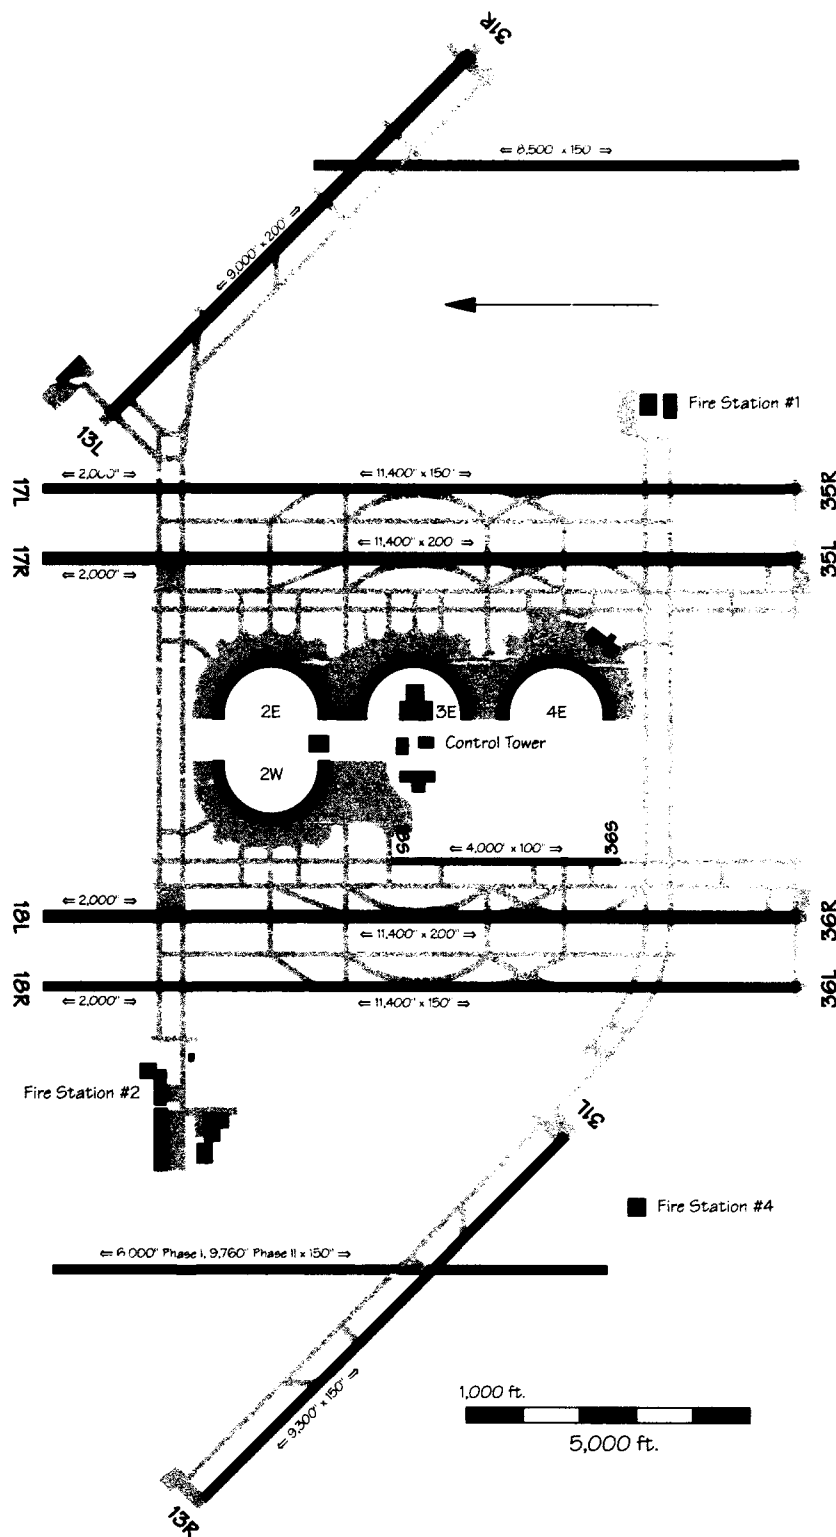 31R
⇐ 8,500' x 150' ⇒
⇐ 9,000" x 200' ⇒
Fire Station #1
13L
17L
⇐ 2,000" ⇒
⇐ 11,400" x 150' ⇒
35R
17R
⇐ 11,400" x 200' ⇒
35L
⇐ 2,000" ⇒
2E
3E
4E
Control Tower
2W
36S
⇐ 4,000' x 100" ⇒
18L
⇐ 2,000" ⇒
36R
⇐ 11,400" x 200" ⇒
18R
⇐ 2,000" ⇒
⇐ 11,400" x 150" ⇒
36L
Fire Station #2
31L
Fire Station #4
⇐ 6,000" Phase I, 9,760" Phase II x 150" ⇒
⇐ 9,300" x 150" ⇒
1,000 ft.
5,000 ft.
13R